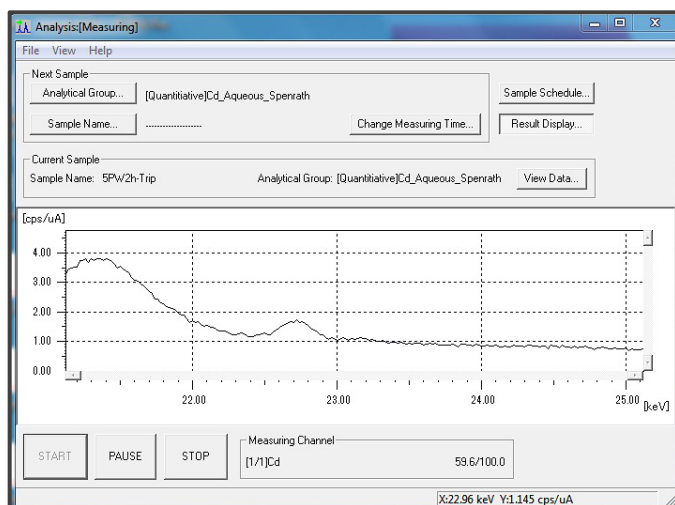 Analysis:[Measuring]
File View Help
Next Sample
Analytical Group... [Quantitiative]Cd_Aqueous_Spenrath Sample Schedule...
Sample Name... -------------------- Change Measuring Time... Result Display...
Current Sample
Sample Name: 5PW2h-Trip Analytical Group: [Quantitiative]Cd_Aqueous_Spenrath View Data...
[cps/uA]
4.00
3.00
2.00
1.00
0.00
22.00 23.00 24.00 25.00
[keV]
START PAUSE STOP
Measuring Channel
[1/1]Cd 59.6/100.0
X:22.96 keV Y:1.145 cps/uA